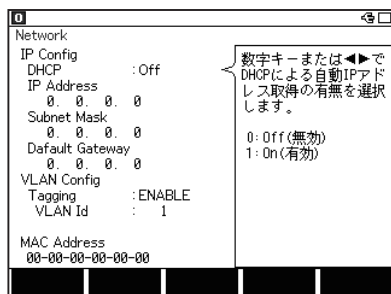 0
Network
IP Config
DHCP : Off
IP Address
0. 0. 0. 0
Subnet Mask
0. 0. 0. 0
Dafault Gateway
0. 0. 0. 0
VLAN Config
Tagging : ENABLE
VLAN Id : 1
MAC Address
00-00-00-00-00-00
数字キーまたは◀▶で
DHCPによる自動IPアド
レス取得の有無を選択
します。
0:Off(無効)
1:On(有効)